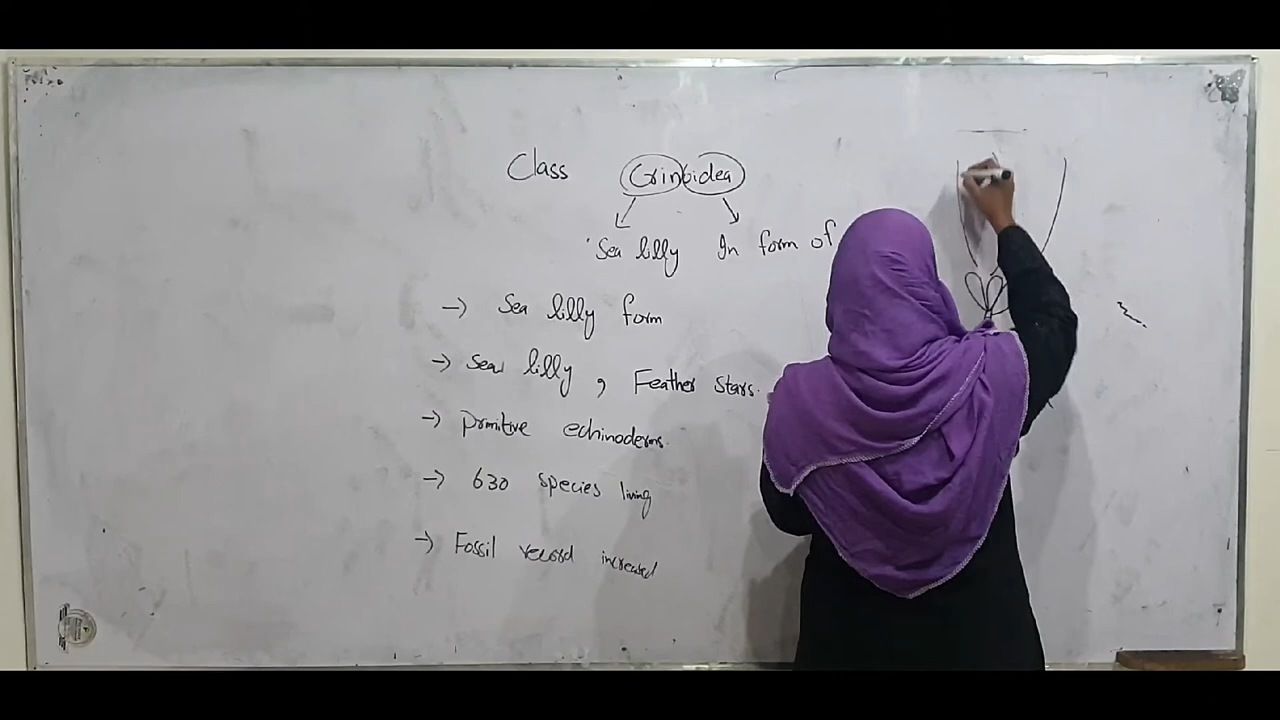 Class Crinoidea
Sea lilly In form of
→ Sea lilly form
→ Sea lilly , Feather Stars.
→ primitive echinoderms.
→ 630 species living
→ Fossil record increased